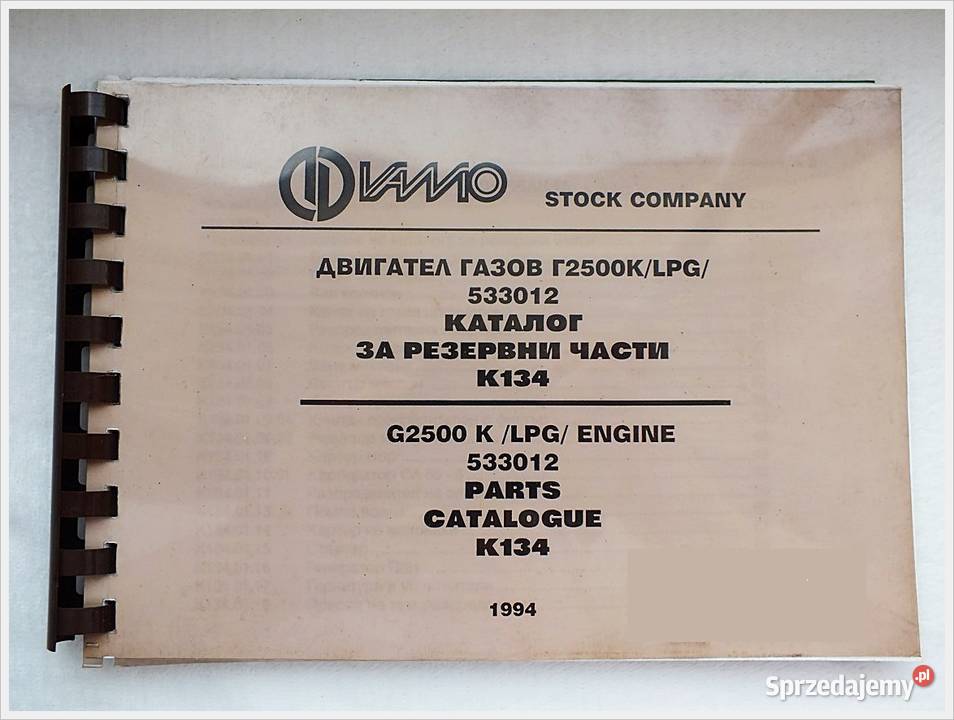 VAMO STOCK COMPANY
ДВИГАТЕЛ ГАЗОВ Г2500К/LPG/
533012
КАТАЛОГ
ЗА РЕЗЕРВНИ ЧАСТИ
К134
G2500 K /LPG/ ENGINE
533012
PARTS
CATALOGUE
K134
1994
Sprzedajemy.pl